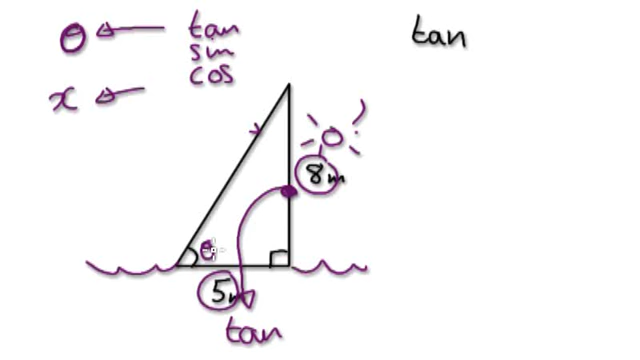 θ tan
sin
cos
x
tan
8m
θ
5m
tan